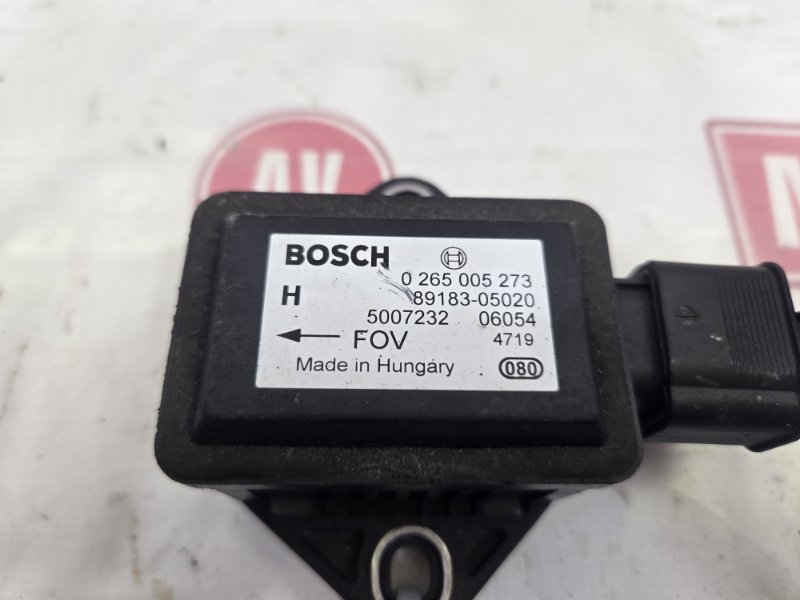 AV
BOSCH
0 265 005 273
H
89183-05020
5007232 06054
FOV 4719
Made in Hungary 080